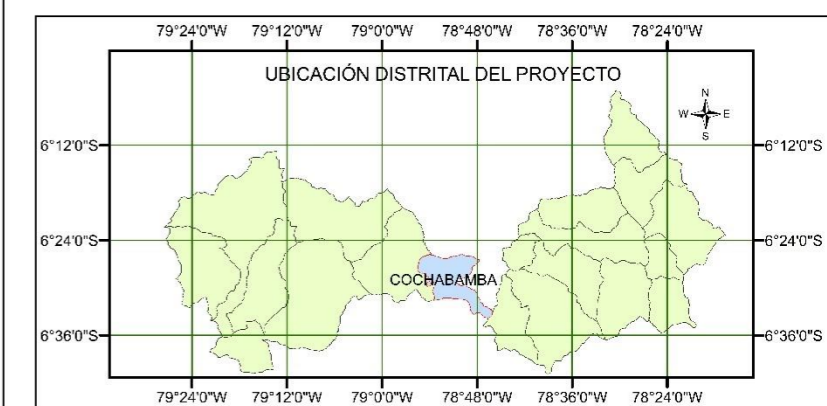 79°24'0"W 79°12'0"W 79°0'0"W 78°48'0"W 78°36'0"W 78°24'0"W
UBICACIÓN DISTRITAL DEL PROYECTO
N
W E
S
6°12'0"S 6°12'0"S
6°24'0"S 6°24'0"S
COCHABAMBA
6°36'0"S 6°36'0"S
79°24'0"W 79°12'0"W 79°0'0"W 78°48'0"W 78°36'0"W 78°24'0"W